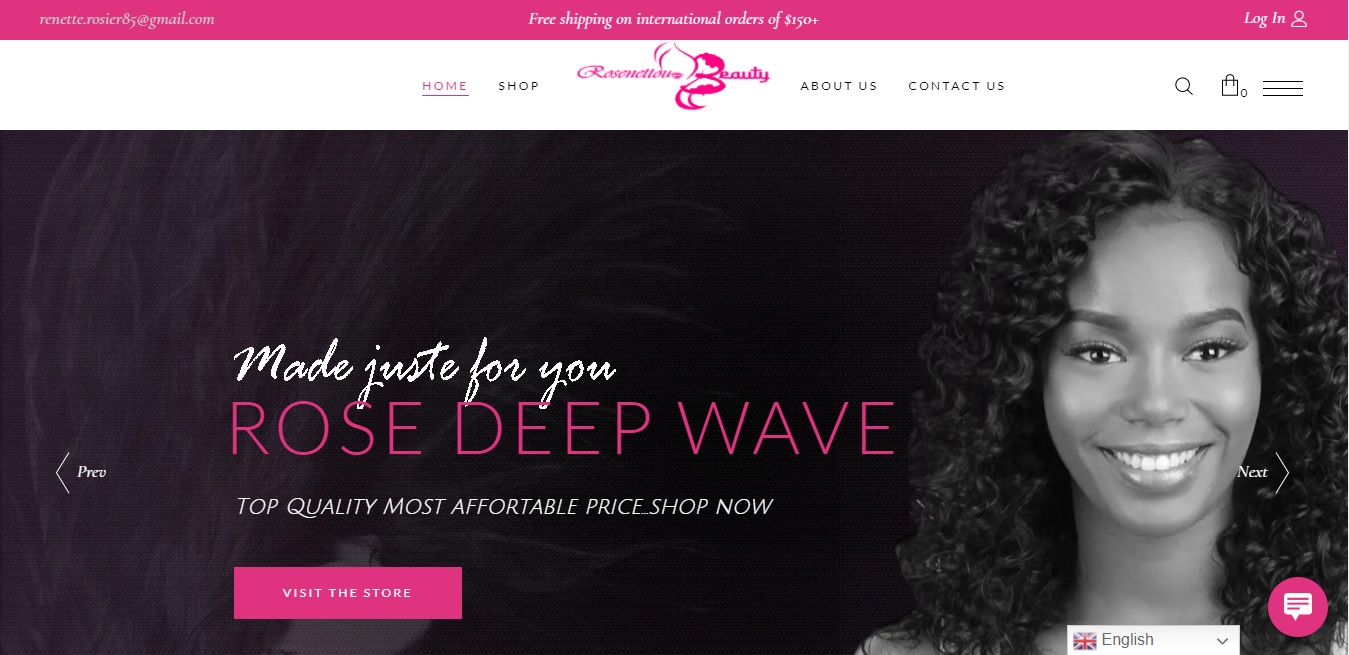 renette.rosier85@gmail.com
Free shipping on international orders of $150+
Log In
HOME
SHOP
Rosenettous Beauty
ABOUT US
CONTACT US
0
Made juste for you
ROSE DEEP WAVE
TOP QUALITY MOST AFFORTABLE PRICE...SHOP NOW
Prev
Next
VISIT THE STORE
English